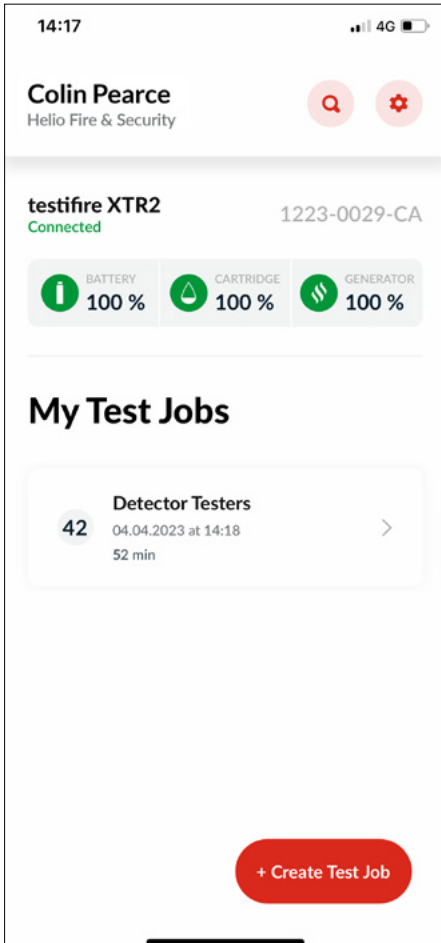 14:17
4G
Colin Pearce
Helio Fire & Security
testifire XTR2
1223-0029-CA
Connected
BATTERY
100 %
CARTRIDGE
100 %
GENERATOR
100 %
My Test Jobs
42
Detector Testers
04.04.2023 at 14:18
52 min
+ Create Test Job